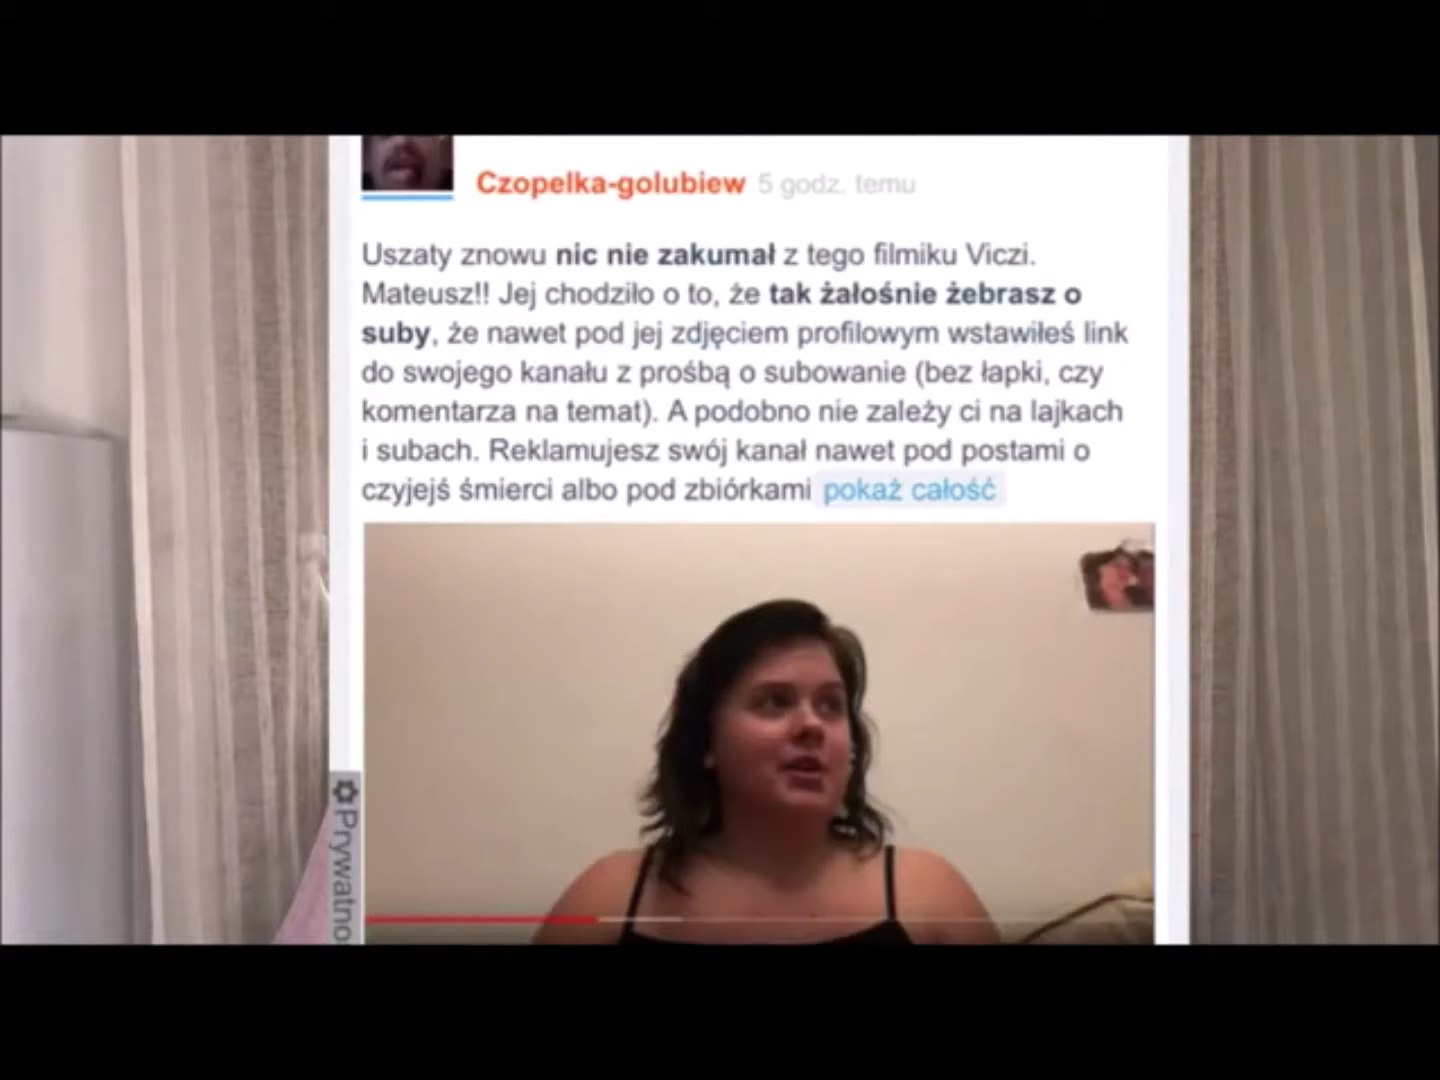 Czopelka-golubiew 5 godz. temu
Uszaty znowu nic nie zakumał z tego filmiku Viczi.
Mateusz!! Jej chodziło o to, że tak żałośnie żebrasz o
suby, że nawet pod jej zdjęciem profilowym wstawiłeś link
do swojego kanału z prośbą o subowanie (bez łapki, czy
komentarza na temat). A podobno nie zależy ci na lajkach
i subach. Reklamujesz swój kanał nawet pod postami o
czyjejś śmierci albo pod zbiórkami pokaż całość
Prywatno